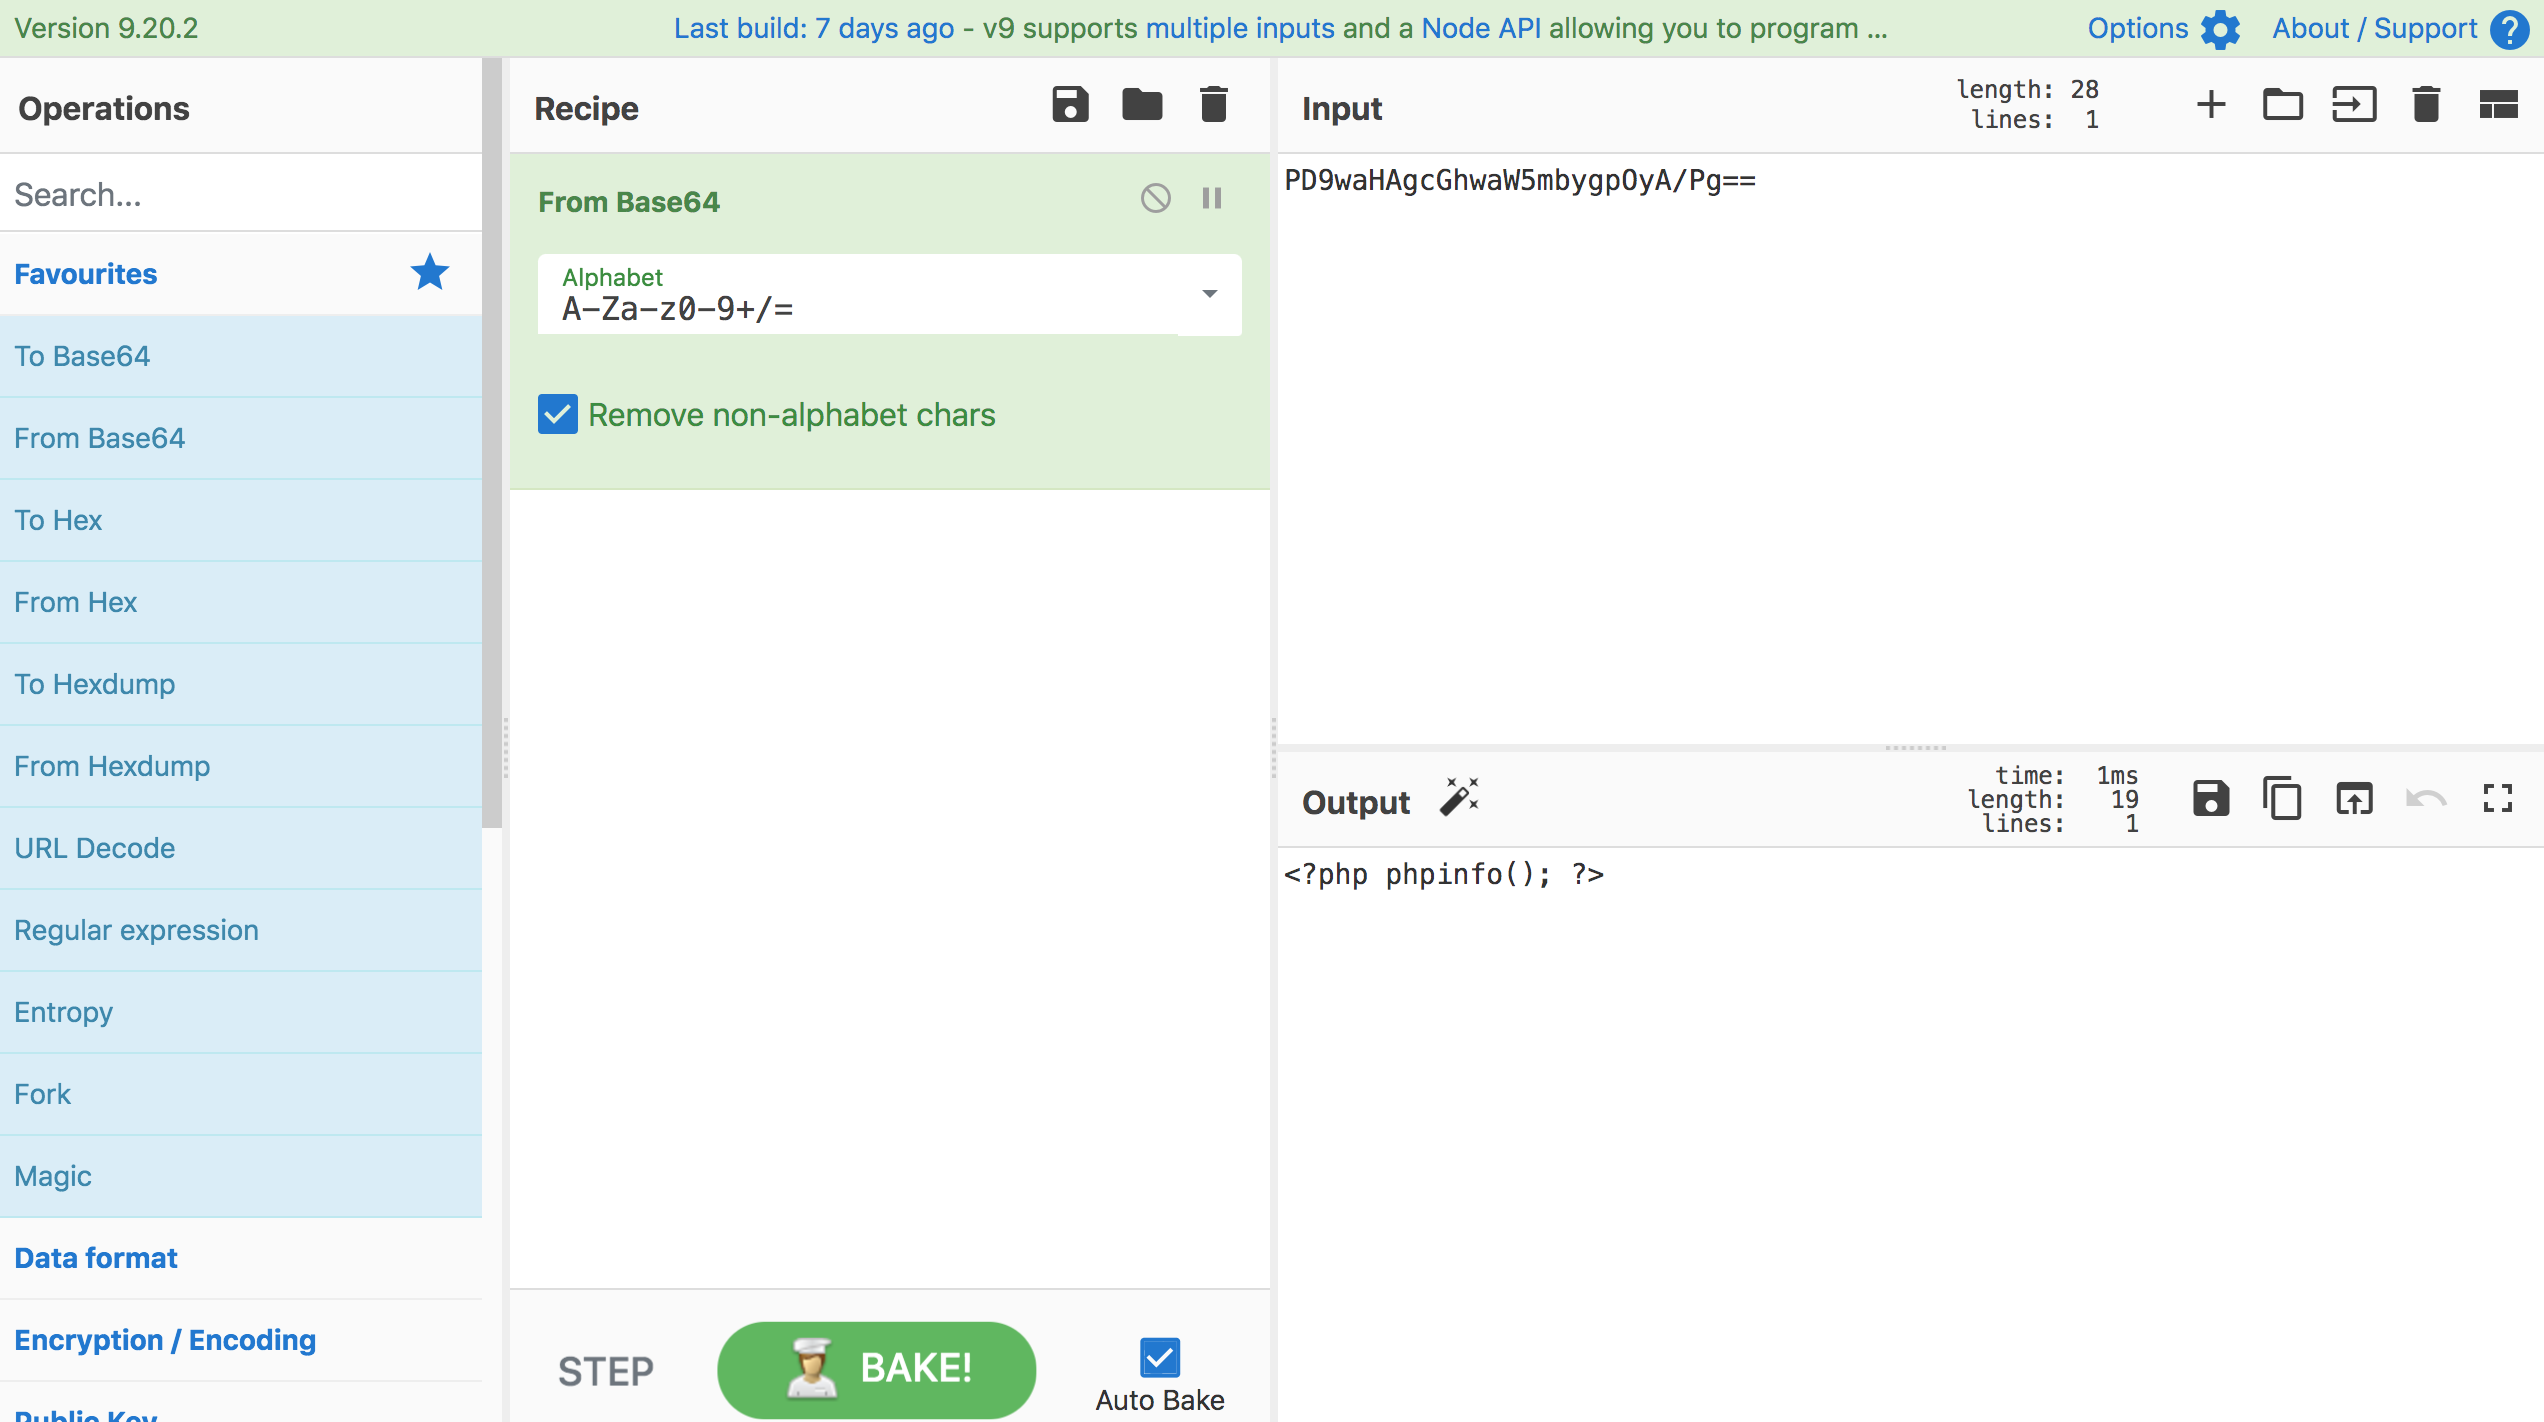 Version 9.20.2
Last build: 7 days ago - v9 supports multiple inputs and a Node API allowing you to program ...
Options
About / Support
Operations
Search...
Favourites
To Base64
From Base64
To Hex
From Hex
To Hexdump
From Hexdump
URL Decode
Regular expression
Entropy
Fork
Magic
Data format
Encryption / Encoding
Public Key
Recipe
From Base64
Alphabet
A-Za-z0-9+/=
Remove non-alphabet chars
STEP
BAKE!
Auto Bake
Input
length: 28
lines: 1
PD9waHAgcGhwaW5mbygpOyA/Pg==
Output
time: 1ms
length: 19
lines: 1
<?php phpinfo(); ?>